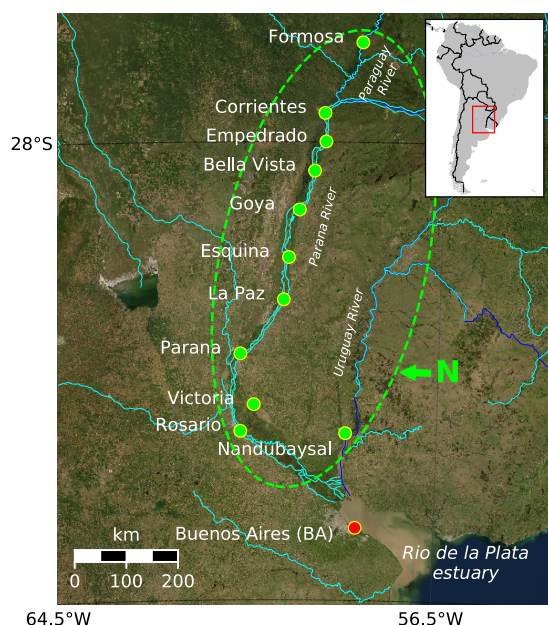 Formosa
Paraguay
River
Corrientes
28°S
Empedrado
Bella Vista
Goya
Parana River
Esquina
La Paz
Uruguay River
Parana
N
Victoria
Rosario
Nandubaysal
Buenos Aires (BA)
km
Rio de la Plata
estuary
0 100 200
64.5°W
56.5°W